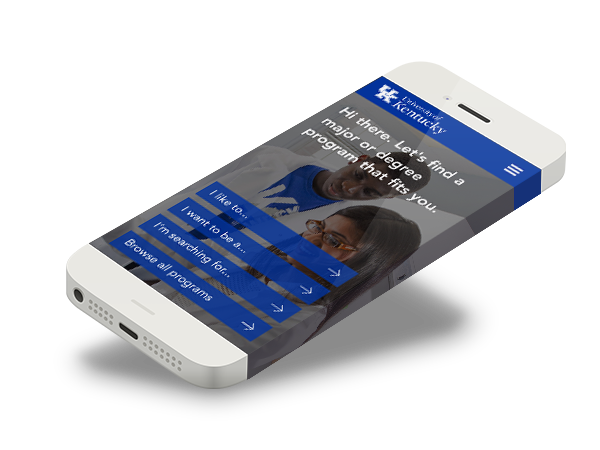 UK
University of
Kentucky
Hi there. Let's find a
major or degree
program that fits you.
I like to...
I want to be a...
I'm searching for...
Browse all programs